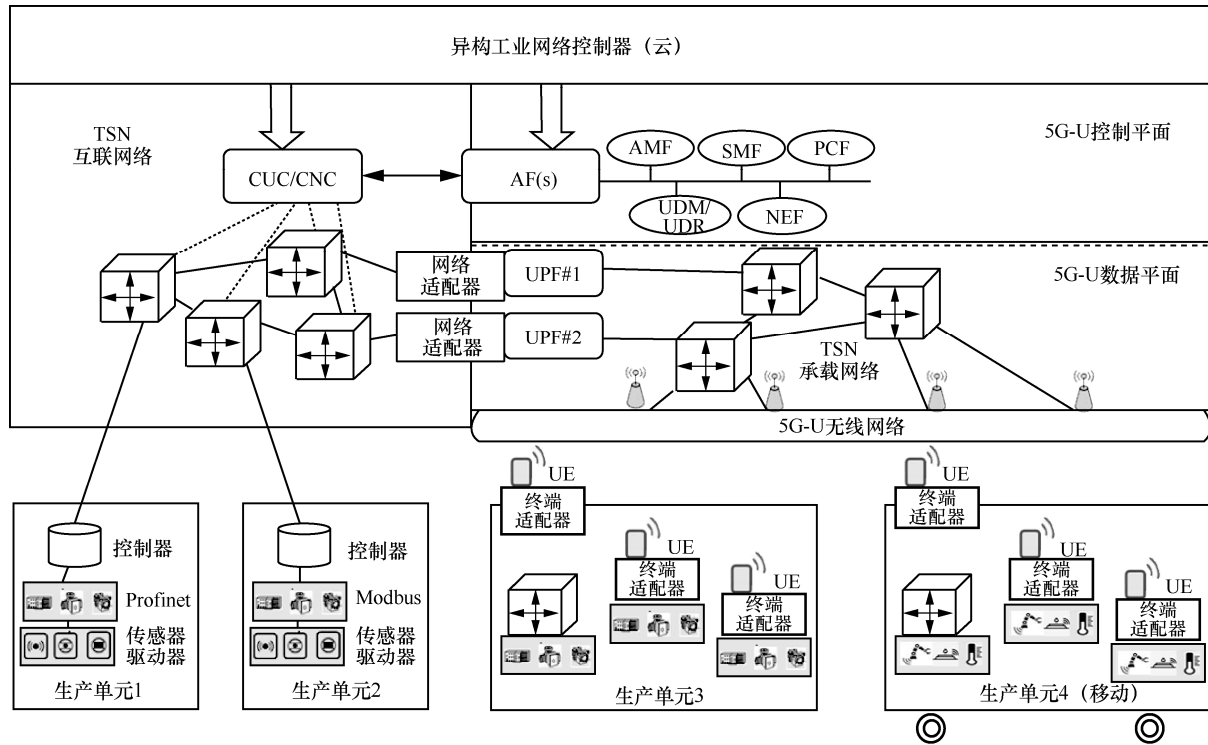 异构工业网络控制器（云）
TSN
互联网络
5G-U控制平面
CUC/CNC
AF(s)
AMF
SMF
PCF
UDM/
UDR
NEF
网络
适配器
UPF#1
5G-U数据平面
网络
适配器
UPF#2
TSN
承载网络
5G-U无线网络
控制器
Profinet
传感器
驱动器
生产单元1
控制器
Modbus
传感器
驱动器
生产单元2
UE
终端
适配器
UE
终端
适配器
UE
终端
适配器
生产单元3
UE
终端
适配器
UE
终端
适配器
UE
终端
适配器
生产单元4（移动）